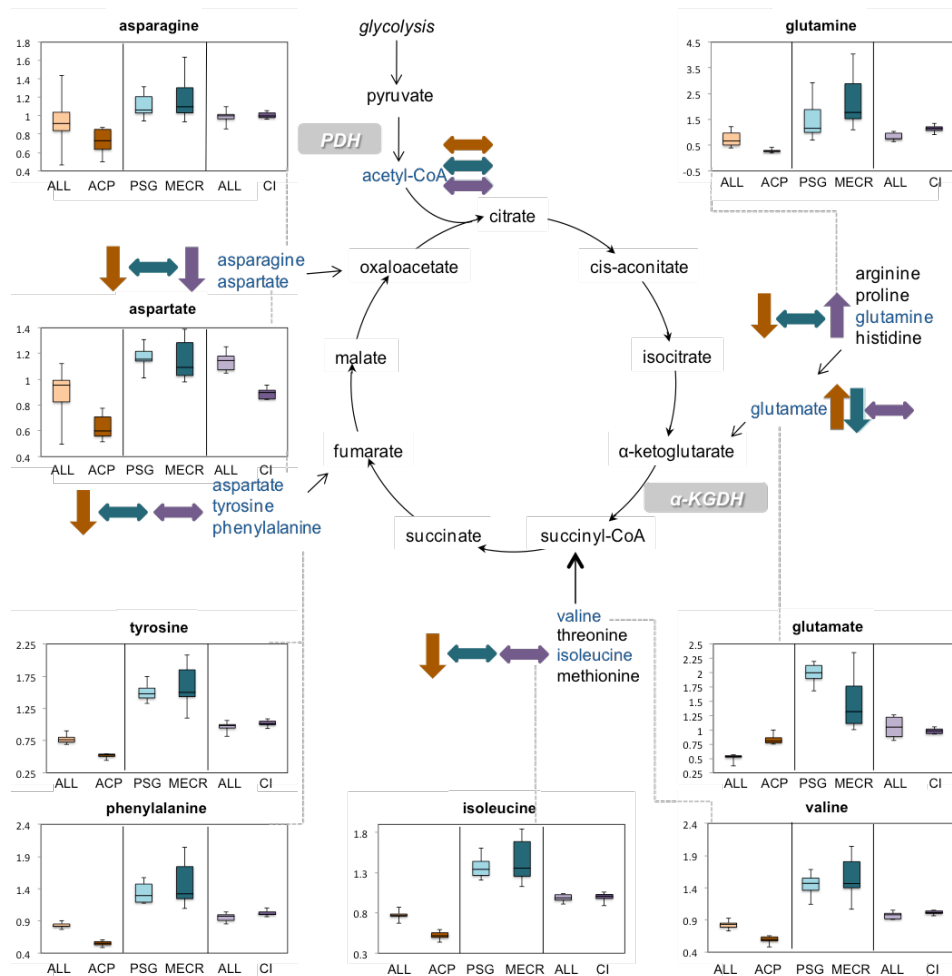 asparagine
1.8
1.6
1.4
1.2
1
0.8
0.6
0.4
ALL ACP PSG MECR ALL CI
glycolysis
pyruvate
PDH
acetyl-CoA
citrate
cis-aconitate
isocitrate
α-ketoglutarate
α-KGDH
succinyl-CoA
succinate
fumarate
malate
oxaloacetate
glutamine
4.5
3.5
2.5
1.5
0.5
-0.5
ALL ACP PSG MECR ALL CI
asparagine
aspartate
aspartate
1.4
1.2
1
0.8
0.6
0.4
ALL ACP PSG MECR ALL CI
arginine
proline
glutamine
histidine
glutamate
aspartate
tyrosine
phenylalanine
valine
threonine
isoleucine
methionine
tyrosine
2.25
1.75
1.25
0.75
0.25
ALL ACP PSG MECR ALL CI
glutamate
2.5
2.25
2
1.75
1.5
1.25
1
0.75
0.5
0.25
ALL ACP PSG MECR ALL CI
phenylalanine
2.4
1.9
1.4
0.9
0.4
ALL ACP PSG MECR ALL CI
isoleucine
1.8
1.3
0.8
0.3
ALL ACP PSG MECR ALL CI
valine
2.4
1.9
1.4
0.9
0.4
ALL ACP PSG MECR ALL CI